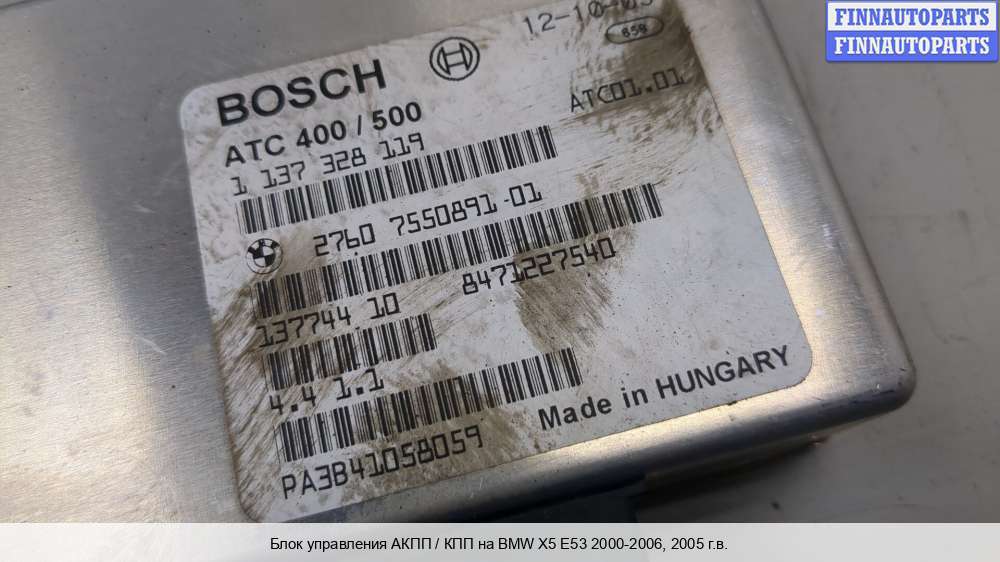 FINNAUTOPARTS
FINNAUTOPARTS
BOSCH
12-10-05
658
ATC 400 / 500
ATC01.01
1 137 328 119
2760 7550891-01
137744 10 8471227540
4.4 1.1
Made in HUNGARY
PA3B41058059
Блок управления АКПП / КПП на BMW X5 E53 2000-2006, 2005 г.в.